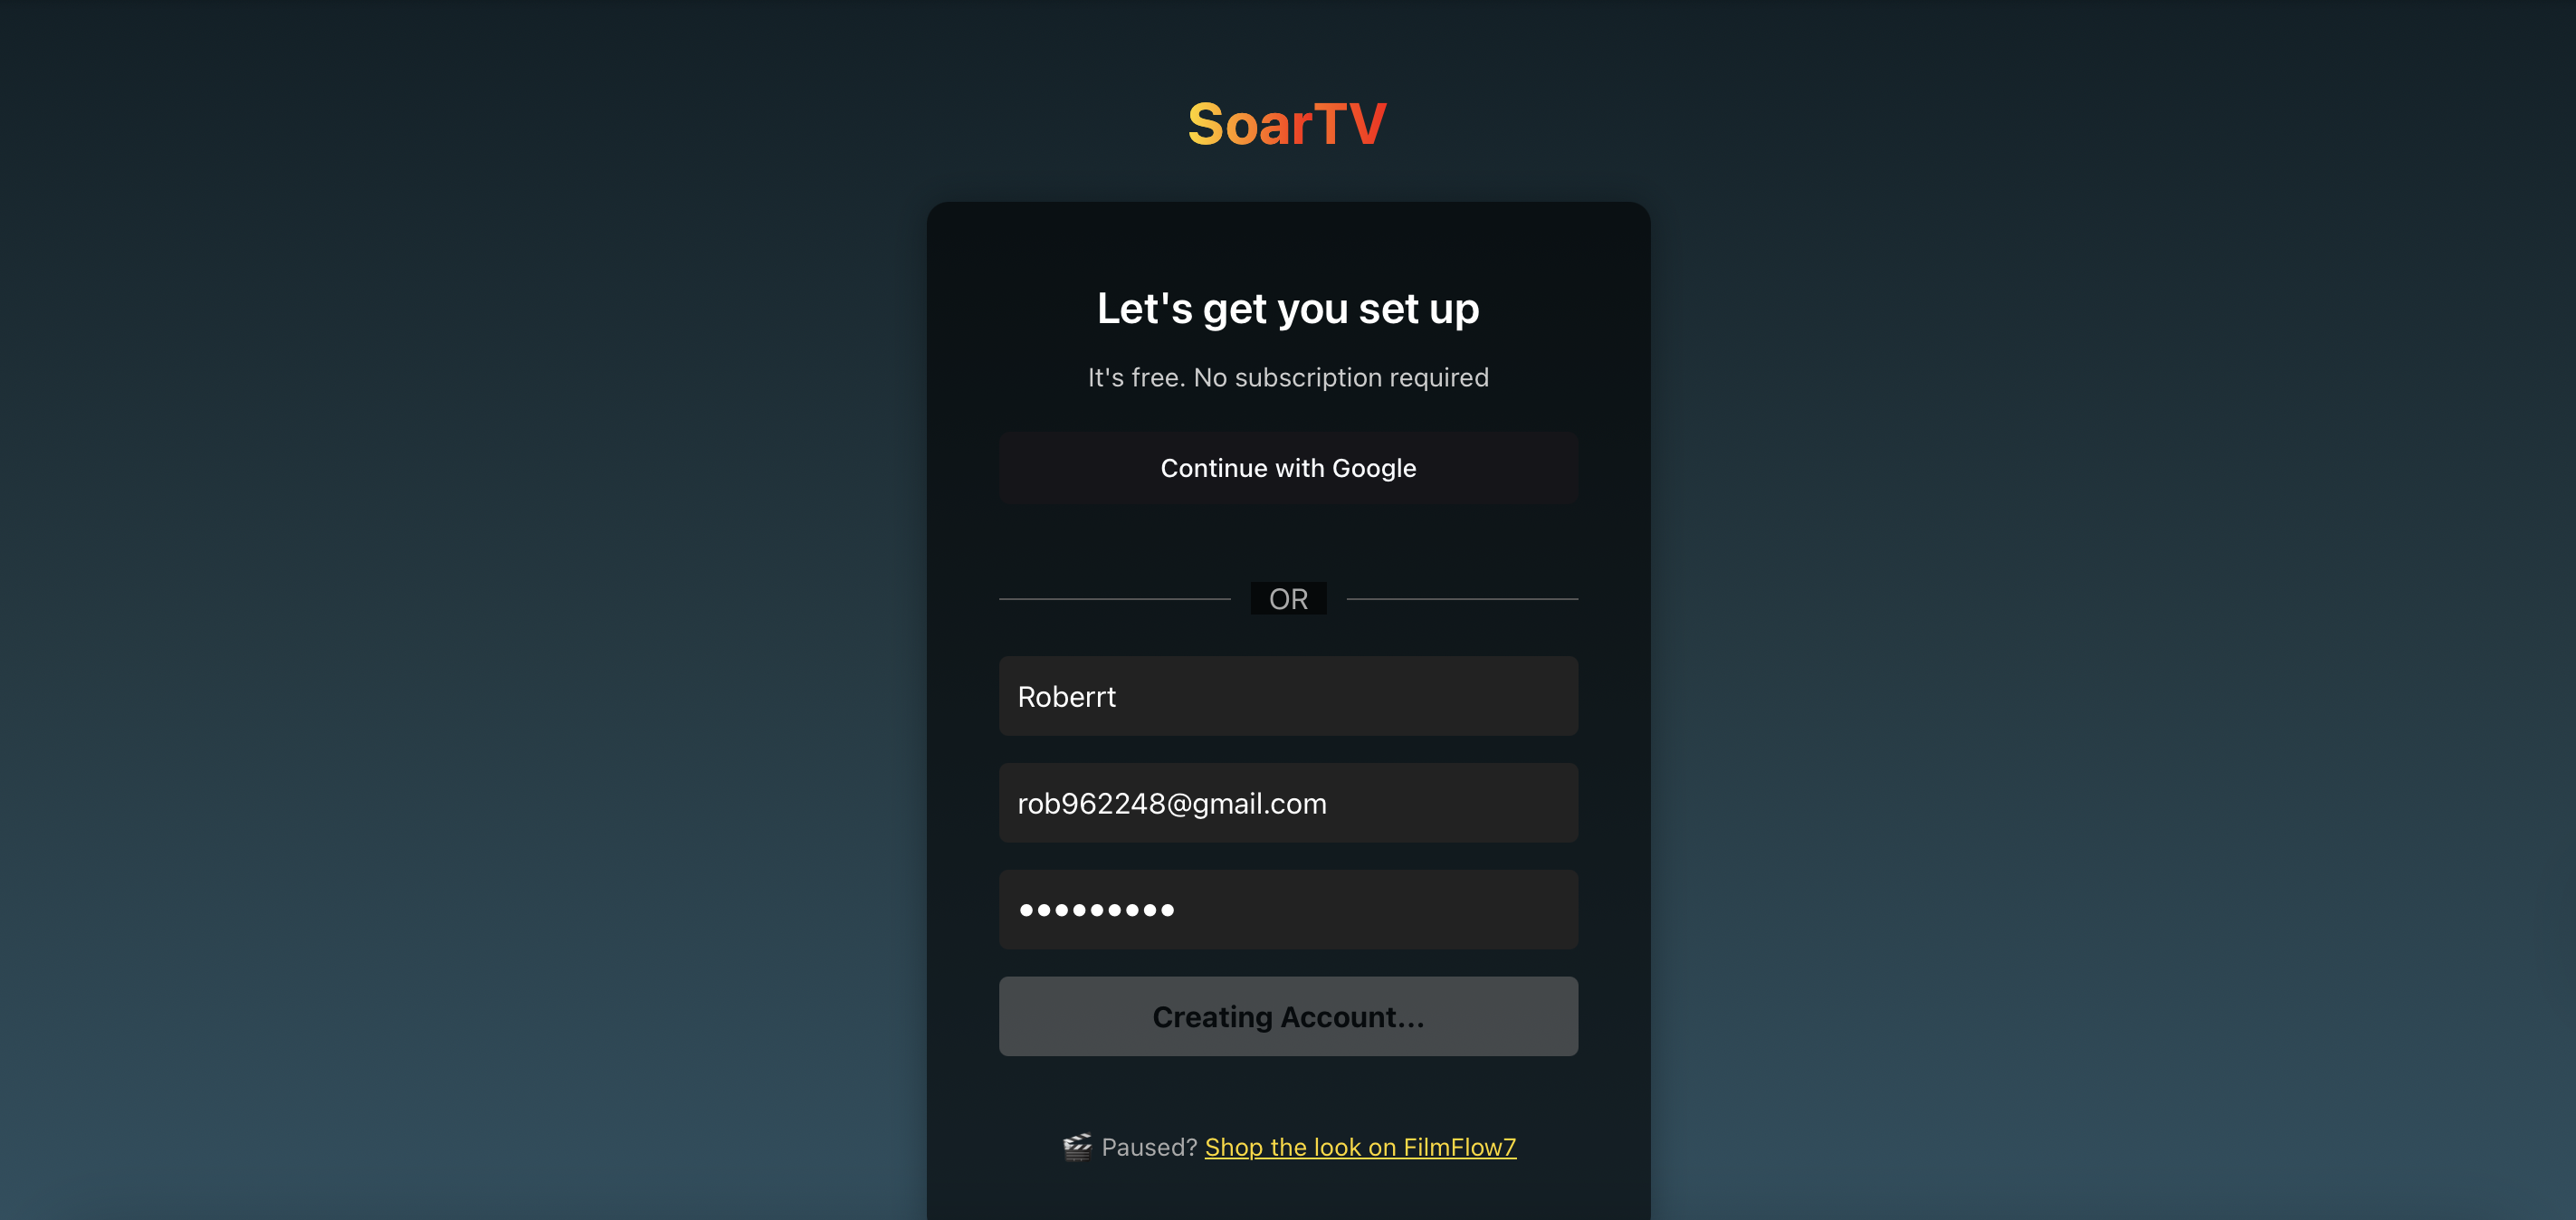 SoarTV
Let's get you set up
It's free. No subscription required
Continue with Google
OR
Roberrt
rob962248@gmail.com
•••••••••
Creating Account...
🎬 Paused? Shop the look on FilmFlow7